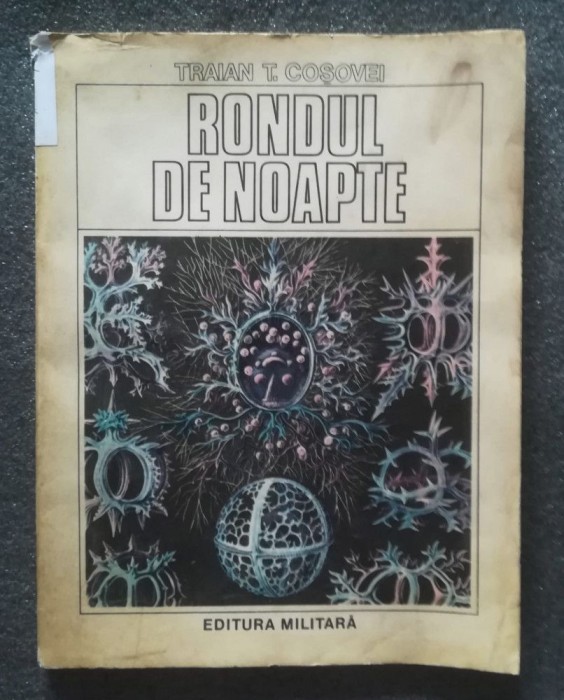 TRAIAN T. COȘOVEI
RONDUL
DE NOAPTE
EDITURA MILITARĂ